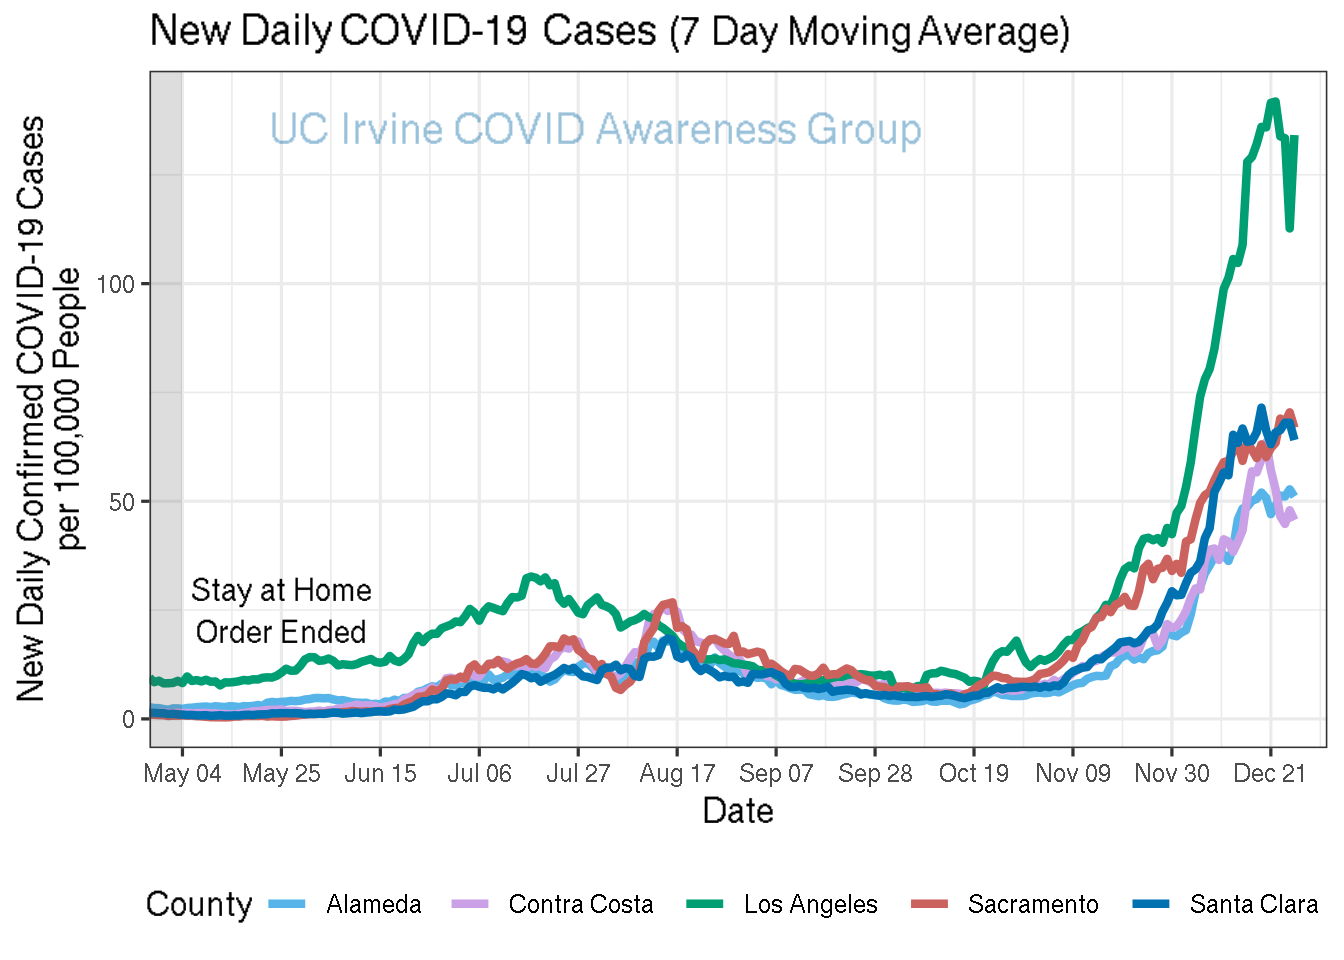 New Daily COVID-19 Cases (7 Day Moving Average)
UC Irvine COVID Awareness Group
New Daily Confirmed COVID-19 Cases
per 100,000 People
100
50
0
Stay at Home
Order Ended
May 04 May 25 Jun 15 Jul 06 Jul 27 Aug 17 Sep 07 Sep 28 Oct 19 Nov 09 Nov 30 Dec 21
Date
County Alameda Contra Costa Los Angeles Sacramento Santa Clara